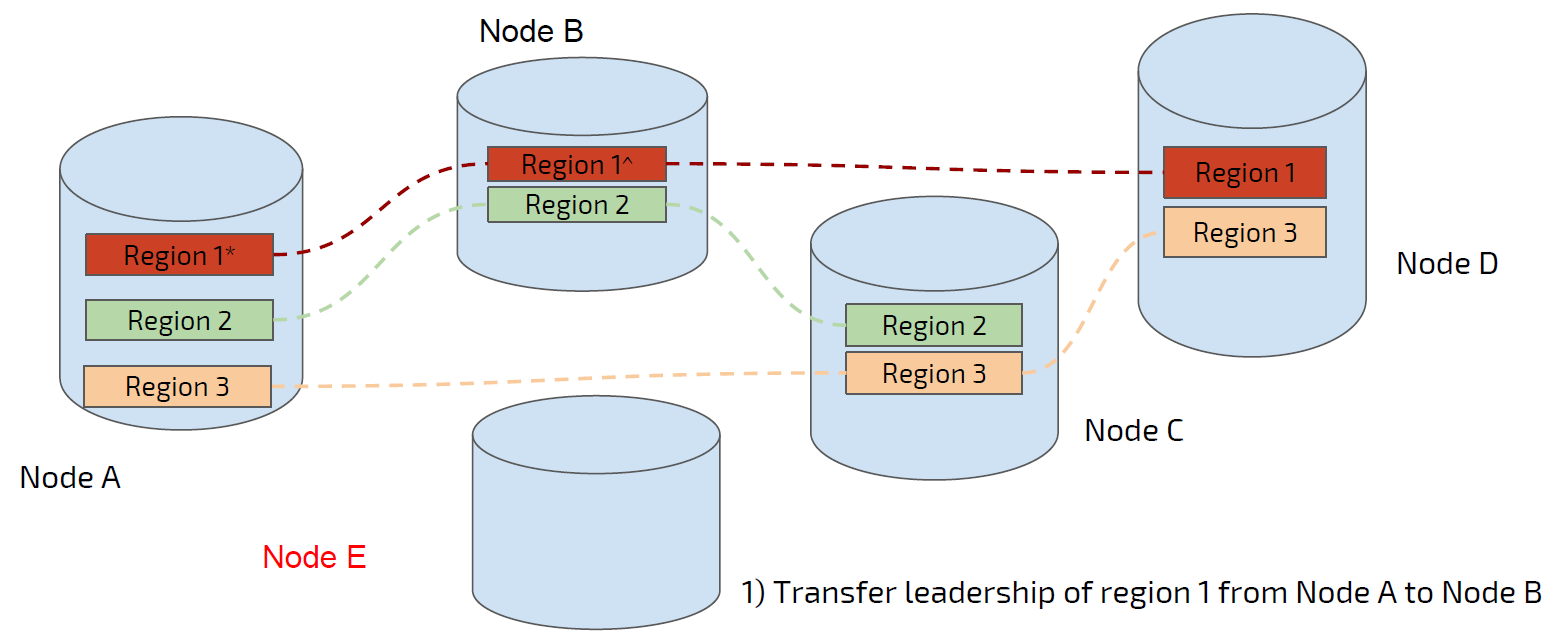 Node B
Region 1^
Region 2
Region 1
Region 3
Node D
Region 1*
Region 2
Region 3
Node A
Region 2
Region 3
Node C
Node E
1) Transfer leadership of region 1 from Node A to Node B